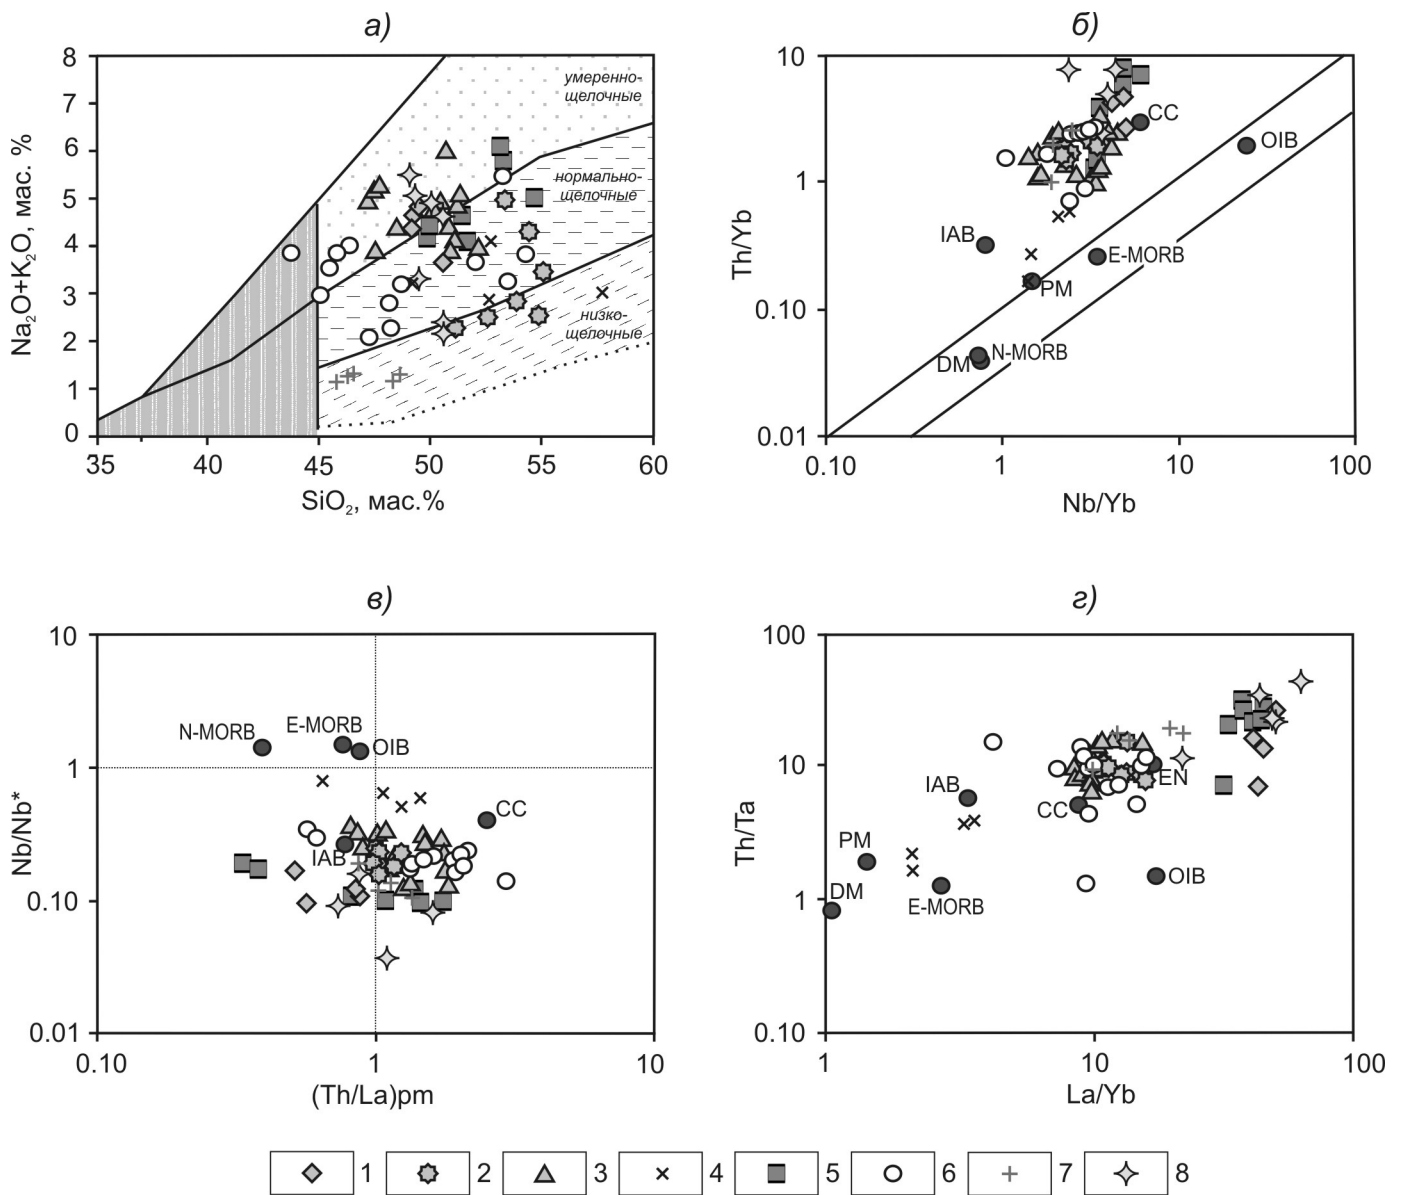 а)
8
7
6
5
4
3
2
1
0
Na₂O+K₂O, мас. %
35 40 45 50 55 60
SiO₂, мас.%
умеренно-
щелочные
нормально-
щелочные
низко-
щелочные
б)
10
1
0.10
0.01
Th/Yb
0.10 1 10 100
Nb/Yb
CC
OIB
IAB
E-MORB
PM
N-MORB
DM
в)
10
1
0.10
0.01
Nb/Nb*
0.10 1 10
(Th/La)pm
N-MORB
E-MORB
OIB
CC
IAB
г)
100
10
1
0.10
Th/Ta
1 10 100
La/Yb
IAB
EN
CC
PM
OIB
DM
E-MORB
1 2 3 4 5 6 7 8